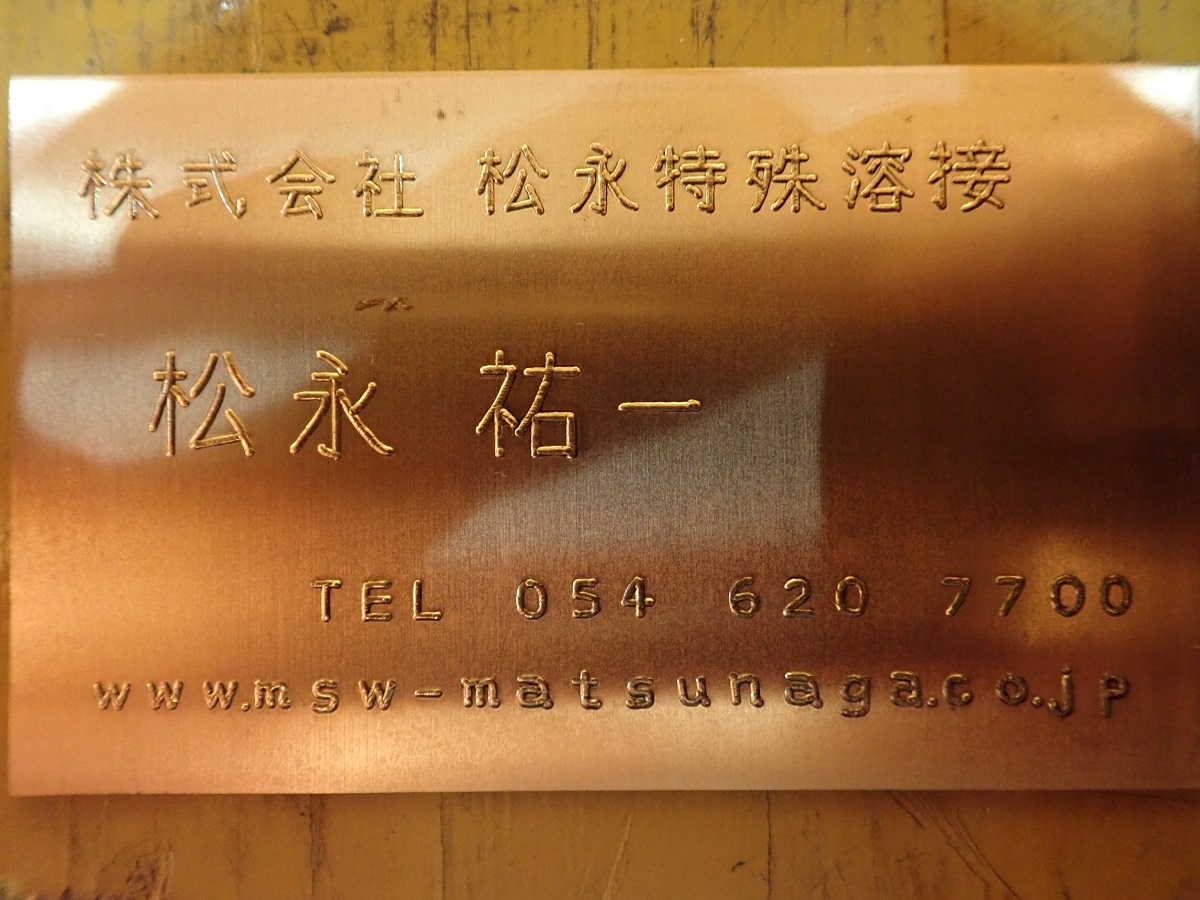 株式会社 松永特殊溶接
松永 祐一
TEL 054 620 7700
www.msw-matsunaga.co.jp